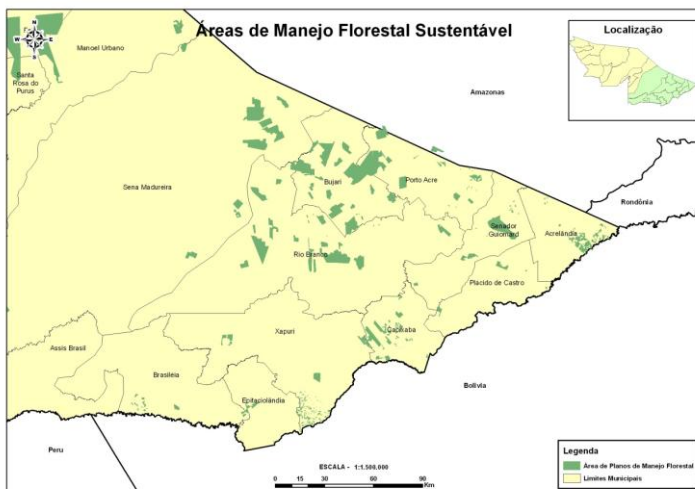 Áreas de Manejo Florestal Sustentável
Localização
N
W
E
S
Manoel Urbano
Santa
Rosa do
Purus
Amazonas
Rondônia
Sena Madureira
Bujari
Porto Acre
Senador
Guiomard
Acrelândia
Rio Branco
Plácido de Castro
Capixaba
Xapuri
Assis Brasil
Brasiléia
Epitaciolândia
Bolívia
Peru
ESCALA - 1:1.500.000
0 15 30 60 90
Km
Legenda
Área de Planos de Manejo Florestal
Limites Municipais